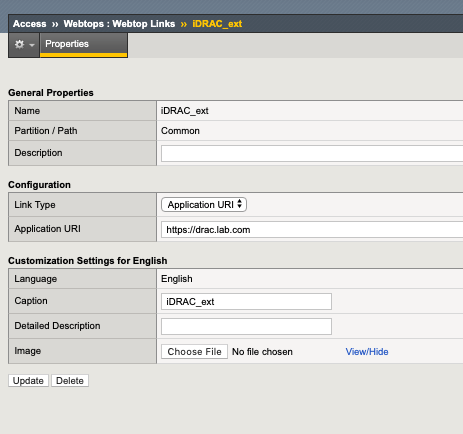 Access ›› Webtops : Webtop Links ›› iDRAC_ext
Properties
General Properties
Name iDRAC_ext
Partition / Path Common
Description
Configuration
Link Type Application URI
Application URI https://drac.lab.com
Customization Settings for English
Language English
Caption iDRAC_ext
Detailed Description
Image Choose File No file chosen View/Hide
Update Delete